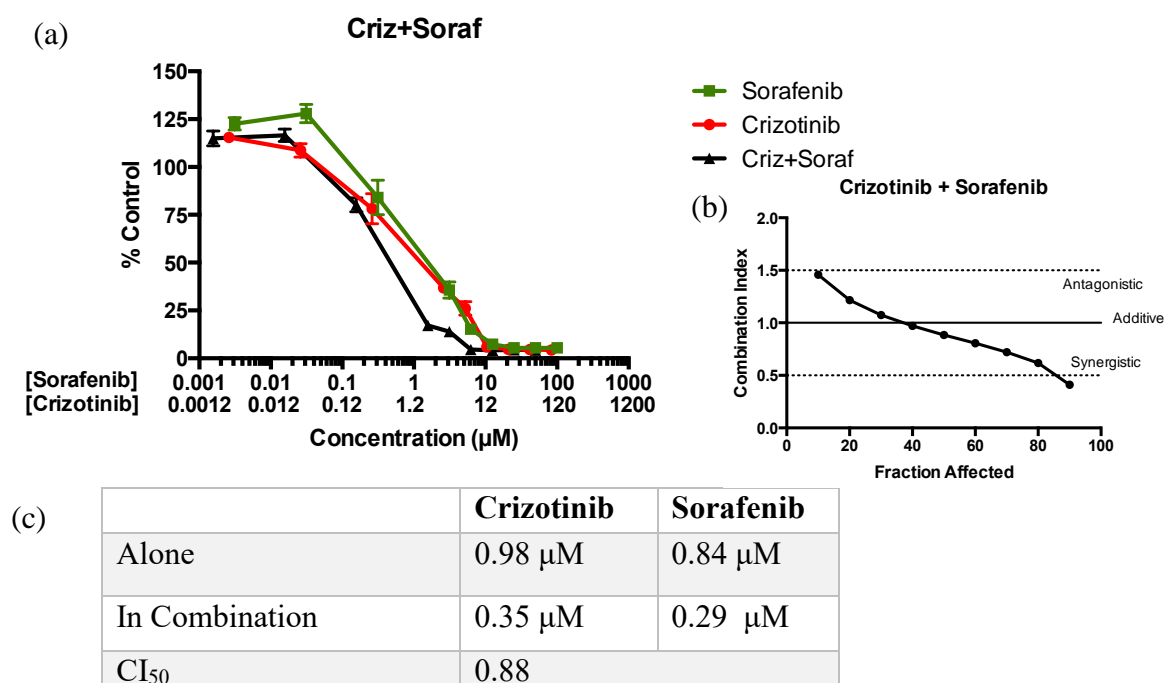 (a)
Criz+Soraf
% Control
150
125
100
75
50
25
0
[Sorafenib] 0.001 0.01 0.1 1 10 100 1000
[Crizotinib] 0.0012 0.012 0.12 1.2 12 120 1200
Concentration (µM)
Sorafenib
Crizotinib
Criz+Soraf
(b)
Crizotinib + Sorafenib
Combination Index
2.0
1.5
1.0
0.5
0.0
Antagonistic
Additive
Synergistic
0 20 40 60 80 100
Fraction Affected
(c)
Crizotinib Sorafenib
Alone 0.98 µM 0.84 µM
In Combination 0.35 µM 0.29 µM
CI₅₀ 0.88